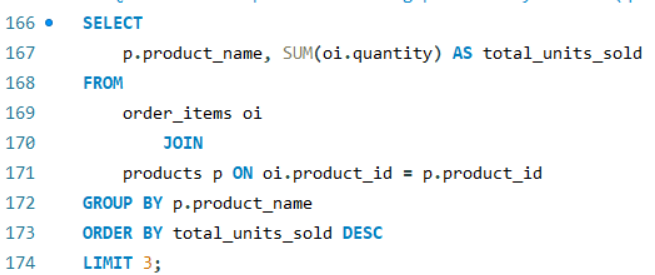 166 SELECT
167 p.product_name, SUM(oi.quantity) AS total_units_sold
168 FROM
169 order_items oi
170 JOIN
171 products p ON oi.product_id = p.product_id
172 GROUP BY p.product_name
173 ORDER BY total_units_sold DESC
174 LIMIT 3;